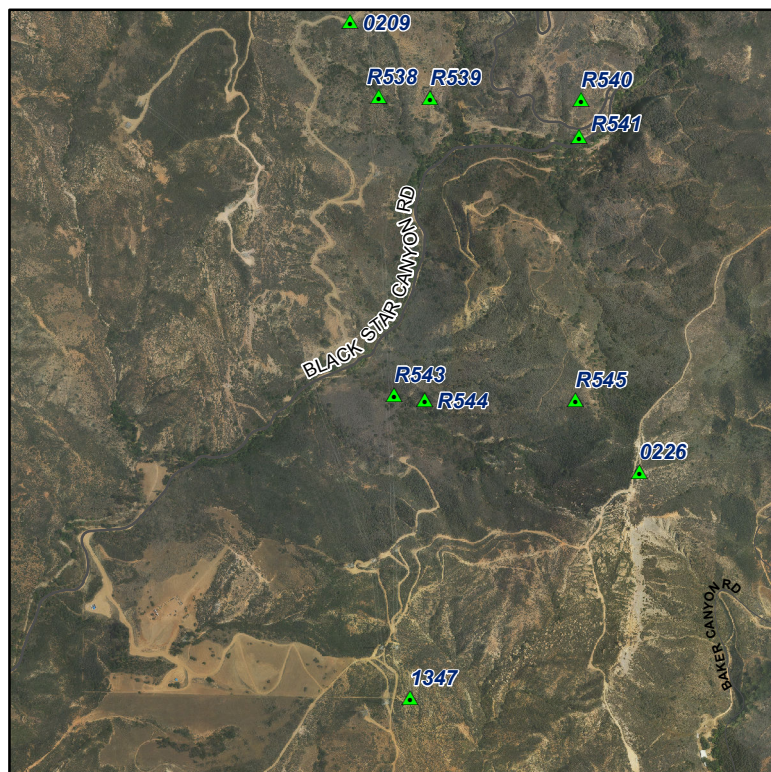 0209
R538
R539
R540
R541
BLACK STAR CANYON RD
R543
R544
R545
0226
BAKER CANYON RD
1347